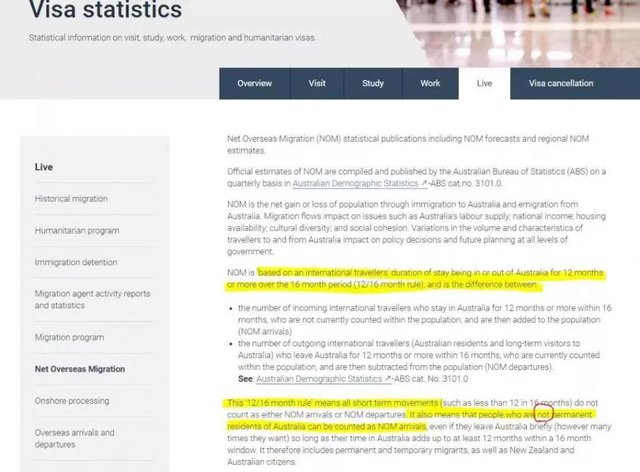 Visa statistics
Statistical information on visit, study, work, migration and humanitarian visas.
Overview Visit Study Work Live Visa cancellation
Live
Historical migration
Humanitarian program
Immigration detention
Migration agent activity reports
and statistics
Migration program
Net Overseas Migration
Onshore processing
Overseas arrivals and
departures
Net Overseas Migration (NOM) statistical publications including NOM forecasts and regional NOM
estimates.
Official estimates of NOM are compiled and published by the Australian Bureau of Statistics (ABS) on a
quarterly basis in Australian Demographic Statistics ↗-ABS cat.no. 3101.0.
NOM is the net gain or loss of population through immigration to Australia and emigration from
Australia. Migration flows impact on issues such as Australia's labour supply; national income; housing
availability; cultural diversity; and social cohesion. Variations in the volume and characteristics of
travellers to and from Australia impact on policy decisions and future planning at all levels of
government.
NOM is 'based on an international travellers' duration of stay being in or out of Australia for 12 months
or more over the 16 month period (12/16 month rule), and is the difference between:
• the number of incoming international travellers who stay in Australia for 12 months or more within 16
months, who are not currently counted within the population, and are then added to the population
(NOM arrivals)
• the number of outgoing international travellers (Australian residents and long-term visitors to
Australia) who leave Australia for 12 months or more within 16 months, who are currently counted
within the population, and are then subtracted from the population (NOM departures).
See: Australian Demographic Statistics ↗-ABS cat. No. 3101.0
This '12/16 month rule' means all short term movements (such as less than 12 in 16 months) do not
count as either NOM arrivals or NOM departures. It also means that people who are not permanent
residents of Australia can be counted as NOM arrivals, even if they leave Australia briefly (however many
times they want) so long as their time in Australia adds up to at least 12 months within a 16 month
window. It therefore includes permanent and temporary migrants, as well as New Zealand and
Australian citizens.